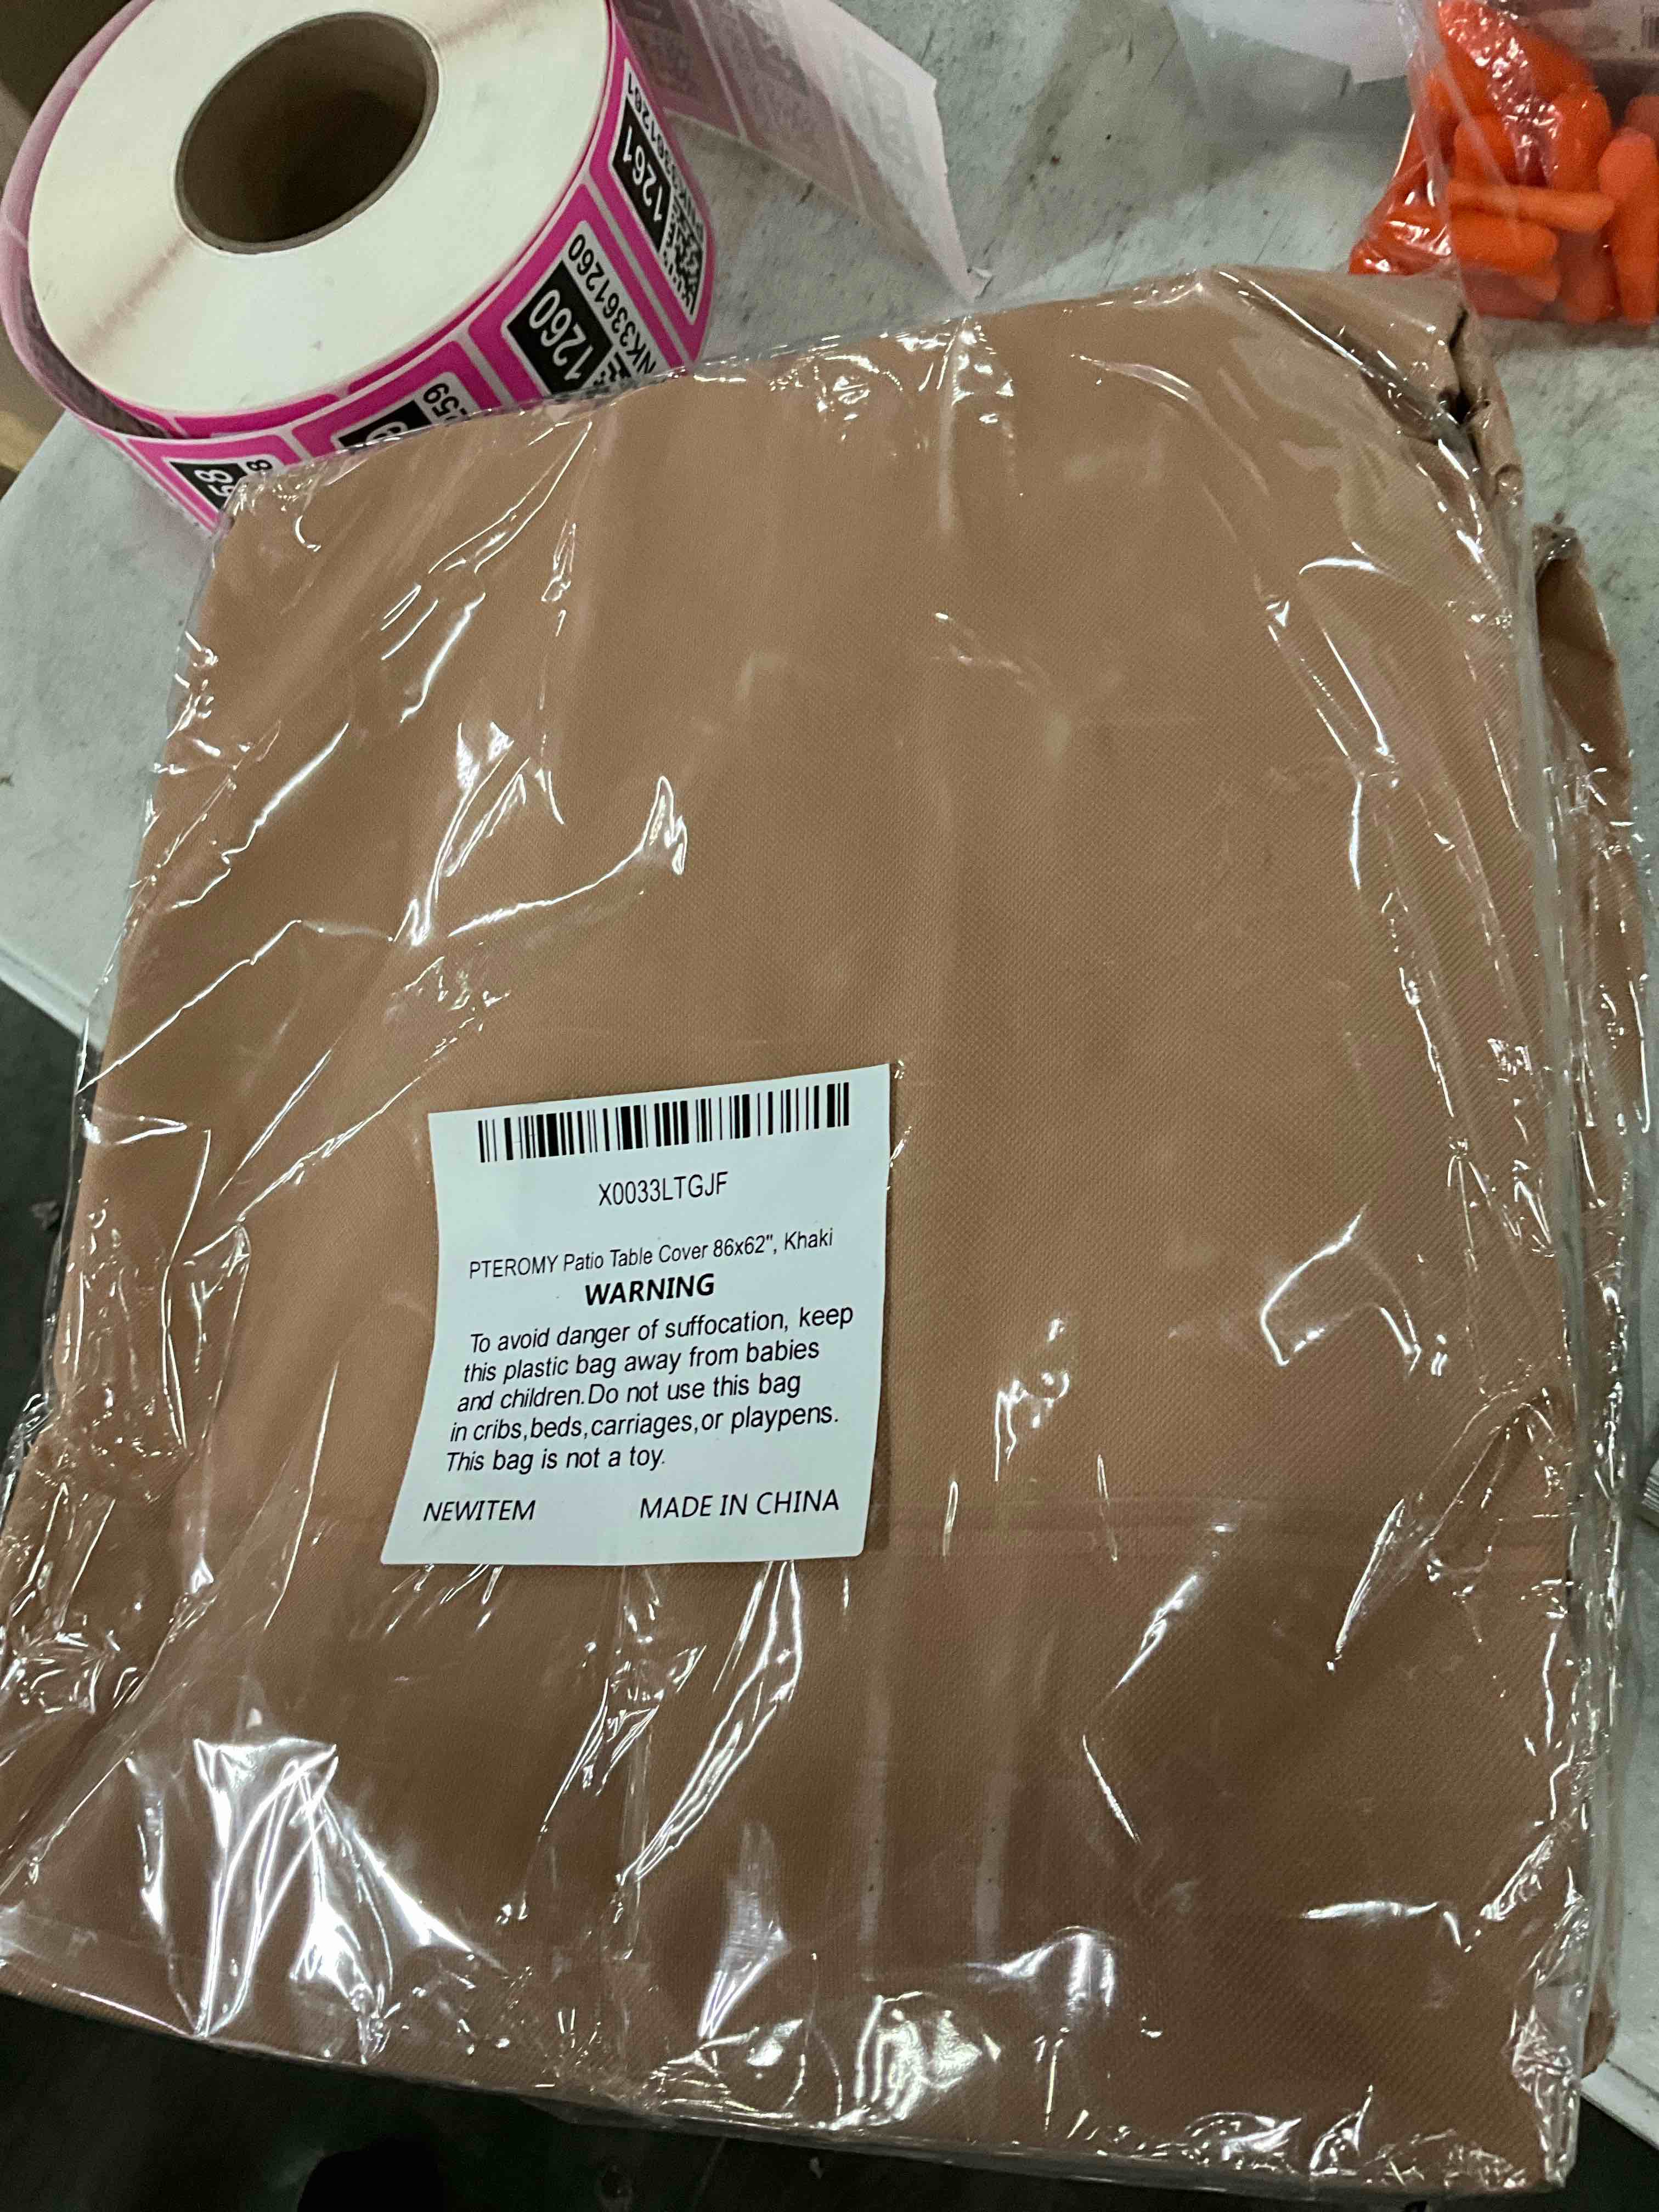 1261
1260
NK3361260
X0033LTGJF
PTEROMY Patio Table Cover 86x62", Khaki
WARNING
To avoid danger of suffocation, keep
this plastic bag away from babies
and children.Do not use this bag
in cribs,beds,carriages,or playpens.
This bag is not a toy.
NEWITEM MADE IN CHINA